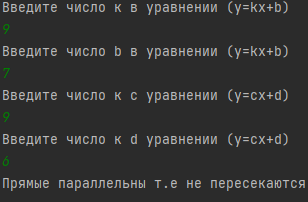 Введите число к в уравнении (y=kx+b)
9
Введите число b в уравнении (y=kx+b)
7
Введите число к с уравнении (y=cx+d)
9
Введите число к d уравнении (y=cx+d)
6
Прямые параллельны т.е не пересекаются